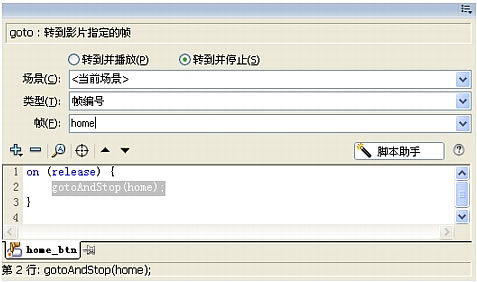 goto : 转到影片指定的帧
转到并播放(P) 转到并停止(S)
场景(C): <当前场景>
类型(T): 帧编号
帧(F): home
脚本助手
1 on (release) {
2 gotoAndStop(home);
3 }
4
home_btn
第 2 行: gotoAndStop(home);